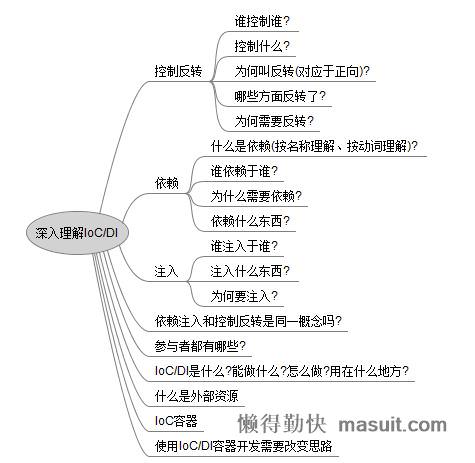 谁控制谁?
控制什么?
控制反转
为何叫反转(对应于正向)?
哪些方面反转了?
为何需要反转?
什么是依赖(按名称理解、按动词理解)?
谁依赖于谁?
依赖
为什么需要依赖?
依赖什么东西?
深入理解IoC/DI
谁注入于谁?
注入
注入什么东西?
为何要注入?
依赖注入和控制反转是同一概念吗?
参与者都有哪些?
IoC/DI是什么?能做什么?怎么做?用在什么地方?
什么是外部资源
IoC容器
懒得勤快 masuit.com
使用IoC/DI容器开发需要改变思路